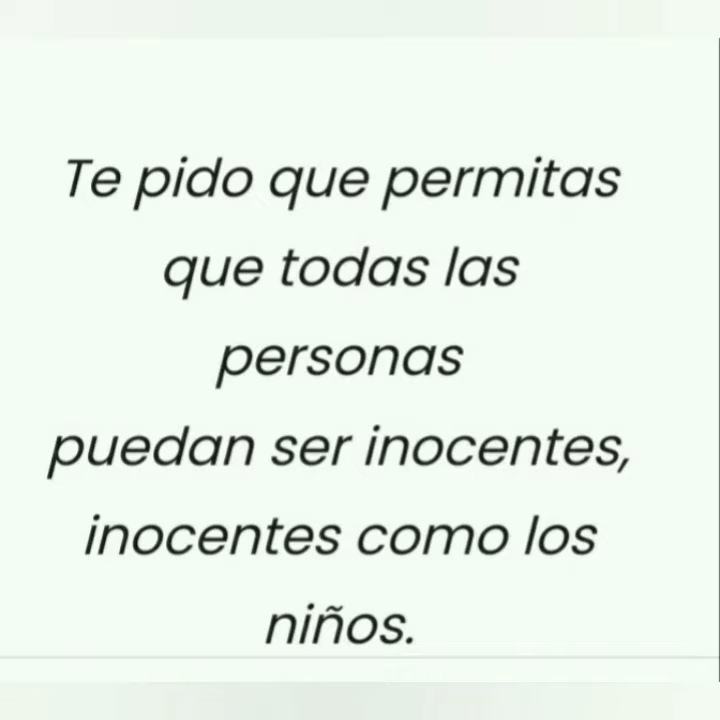 Te pido que permitas
que todas las
personas
puedan ser inocentes,
inocentes como los
niños.